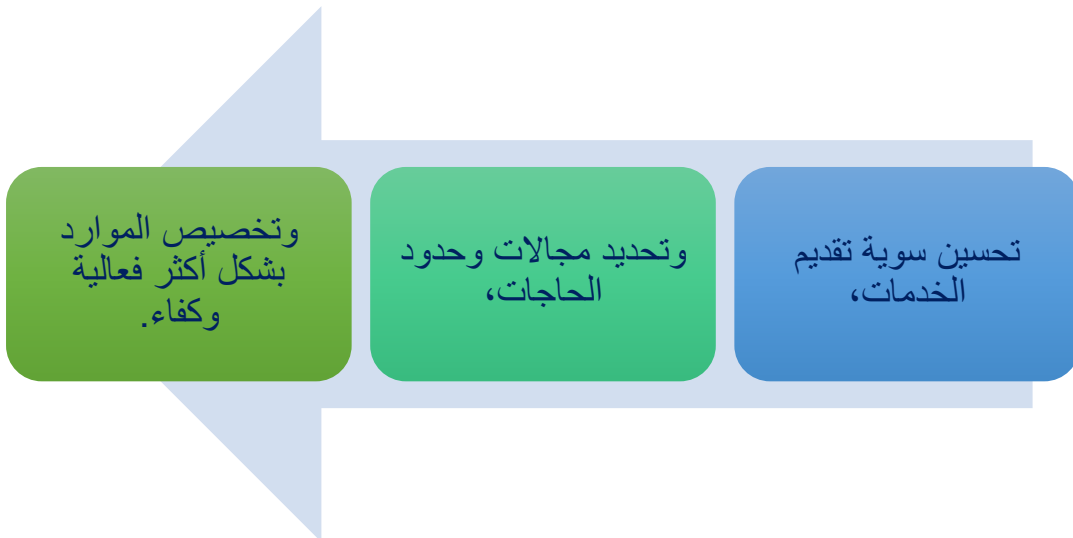 تحسين سوية تقديم
الخدمات،
وتحديد مجالات وحدود
الحاجات،
وتخصيص الموارد
بشكل أكثر فعالية
وكفاء.